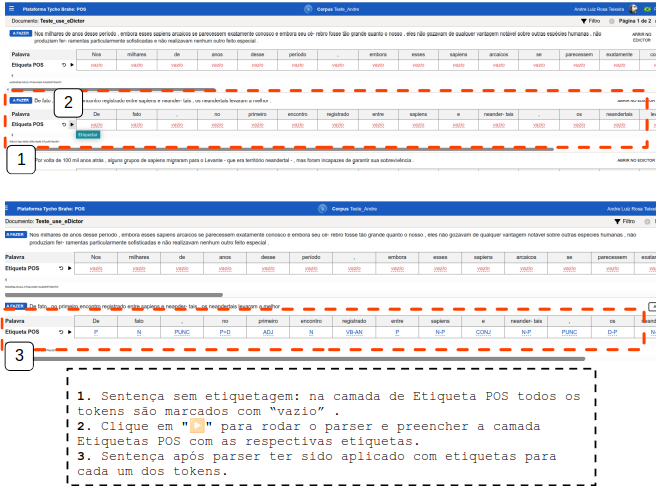 Plataforma Tycho Brahe: POS
Corpus Teste_Andre
Andre Luiz Rosa Teixeira
Documento: Teste_use_eDictor
Filtro
Página 1 de 2
A FAZER Nos milhares de anos desse período , embora esses sapiens arcaicos se parecessem exatamente conosco e embora seu cé- rebro fosse tão grande quanto o nosso , eles não gozavam de qualquer vantagem notável sobre outras espécies humanas , não
produziam fer- ramentas particularmente sofisticadas e não realizavam nenhum outro feito especial .
ABRIR NO
EDICTOR
Palavra Nos milhares de anos desse período , embora esses sapiens arcaicos se parecessem exatamente
Etiqueta POS vazio vazio vazio vazio vazio vazio vazio vazio vazio vazio vazio vazio vazio vazio
A FAZER De fato , no primeiro encontro registrado entre sapiens e neander- tais , os neandertais levaram a melhor .
2
Palavra De fato , no primeiro encontro registrado entre sapiens e neander- tais , os neandertais
Etiqueta POS vazio vazio vazio vazio vazio vazio vazio vazio vazio vazio vazio vazio vazio vazio
Etiquetar
1
Por volta de 100 mil anos atrás , alguns grupos de sapiens migraram para o Levante - que era território neandertal - , mas foram incapazes de garantir sua sobrevivência .
ABRIR NO EDICTOR
Plataforma Tycho Brahe: POS
Corpus Teste_Andre
Andre Luiz Rosa
Documento: Teste_use_eDictor
Filtro
A FAZER Nos milhares de anos desse período , embora esses sapiens arcaicos se parecessem exatamente conosco e embora seu cé- rebro fosse tão grande quanto o nosso , eles não gozavam de qualquer vantagem notável sobre outras espécies humanas , não
produziam fer- ramentas particularmente sofisticadas e não realizavam nenhum outro feito especial .
Palavra Nos milhares de anos desse período , embora esses sapiens arcaicos se parecessem
Etiqueta POS vazio vazio vazio vazio vazio vazio vazio vazio vazio vazio vazio vazio vazio
A FAZER De fato , no primeiro encontro registrado entre sapiens e neander- tais , os neandertais levaram a melhor .
Palavra De fato , no primeiro encontro registrado entre sapiens e neander- tais , os
Etiqueta POS P N PUNC P+D ADJ N VB-AN P N-P CONJ N-P PUNC D-P
3
1. Sentença sem etiquetagem: na camada de Etiqueta POS todos os
tokens são marcados com “vazio” .
2. Clique em "▶" para rodar o parser e preencher a camada
Etiquetas POS com as respectivas etiquetas.
3. Sentença após parser ter sido aplicado com etiquetas para
cada um dos tokens.